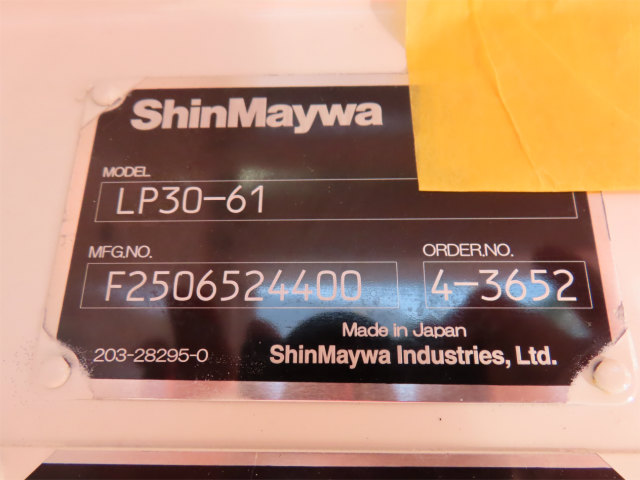 ShinMaywa
MODEL
LP30-61
MFG.NO. ORDER.NO.
F2506524400 4-3652
Made in Japan
203-28295-0 ShinMaywa Industries, Ltd.